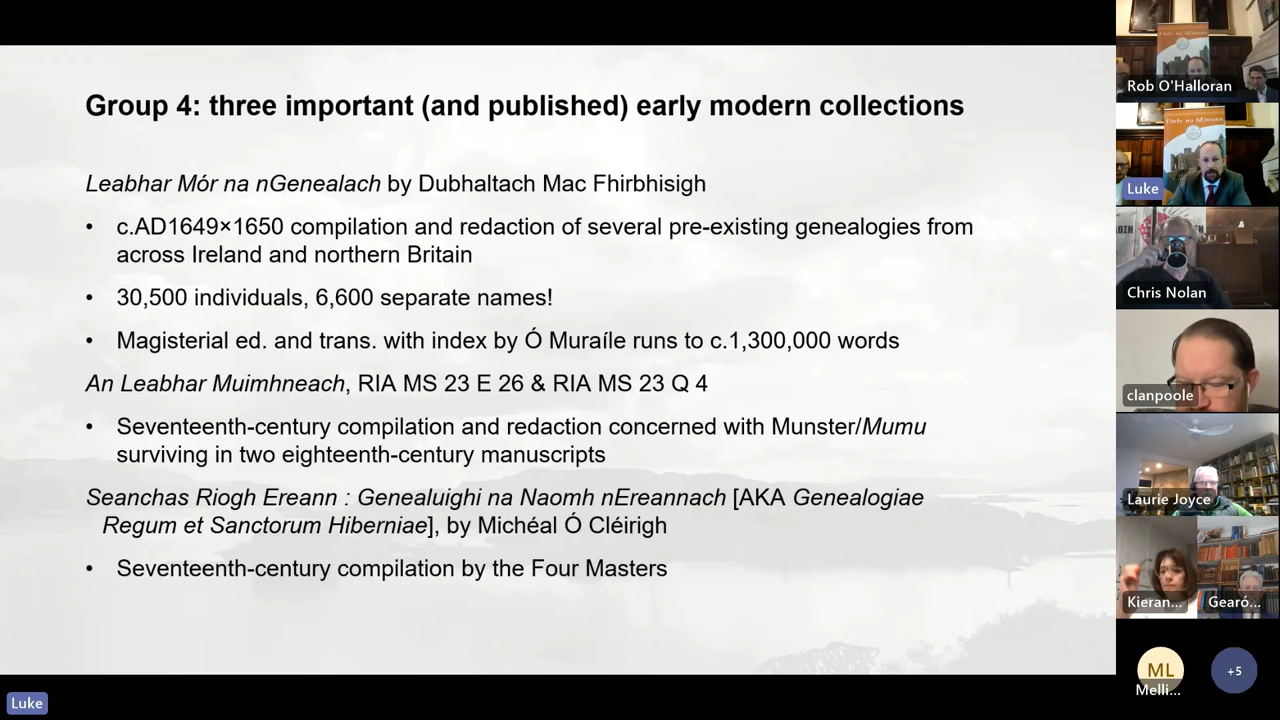 Group 4: three important (and published) early modern collections
Leabhar Mór na nGenealach by Dubhaltach Mac Fhirbhisigh
• c.AD1649×1650 compilation and redaction of several pre-existing genealogies from
across Ireland and northern Britain
• 30,500 individuals, 6,600 separate names!
• Magisterial ed. and trans. with index by Ó Muraíle runs to c.1,300,000 words
An Leabhar Muimhneach, RIA MS 23 E 26 & RIA MS 23 Q 4
• Seventeenth-century compilation and redaction concerned with Munster/Mumu
surviving in two eighteenth-century manuscripts
Seanchas Riogh Ereann : Genealuighi na Naomh nEreannach [AKA Genealogiae
Regum et Sanctorum Hiberniae], by Michéal Ó Cléirigh
• Seventeenth-century compilation by the Four Masters
Luke
Rob O'Halloran
Luke
Chris Nolan
clanpoole
Laurie Joyce
Kieran...
Gearó...
ML
Melli...
+5